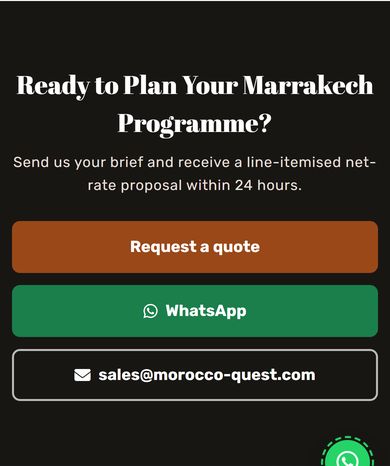 Ready to Plan Your Marrakech
Programme?
Send us your brief and receive a line-itemised net-
rate proposal within 24 hours.
Request a quote
WhatsApp
sales@morocco-quest.com